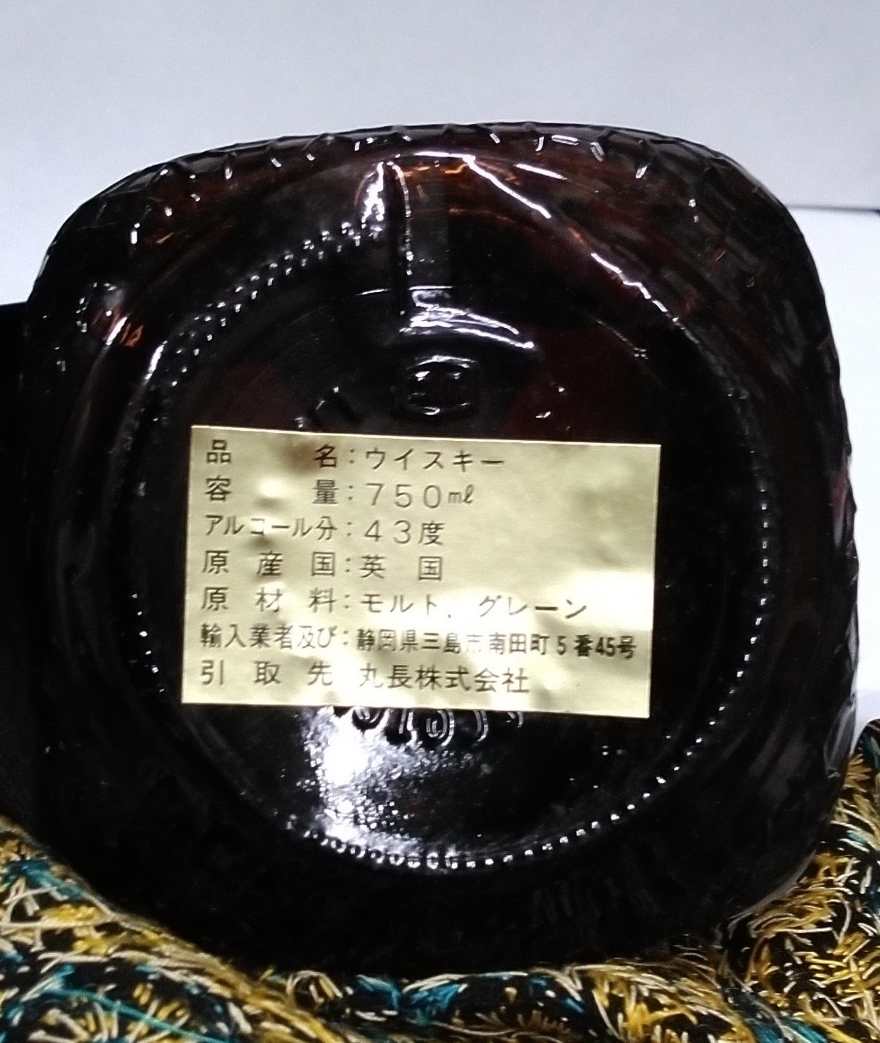 品名：ウイスキー
容量：７５０㎖
アルコール分：４３度
原産国：英国
原材料：モルト、グレーン
輸入業者及び：静岡県三島市南田町５番45号
引取先 丸長株式会社